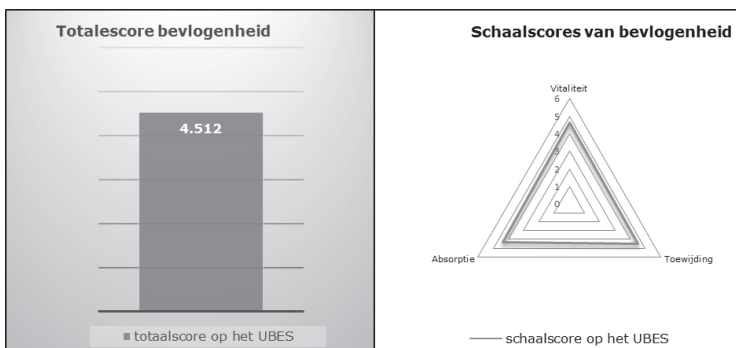 Totalescore bevlogenheid
4.512
■ totaalscore op het UBES
Schaalscores van bevlogenheid
Vitaliteit
6
5
4
3
2
1
0
Absorptie
Toewijding
schaalscore op het UBES